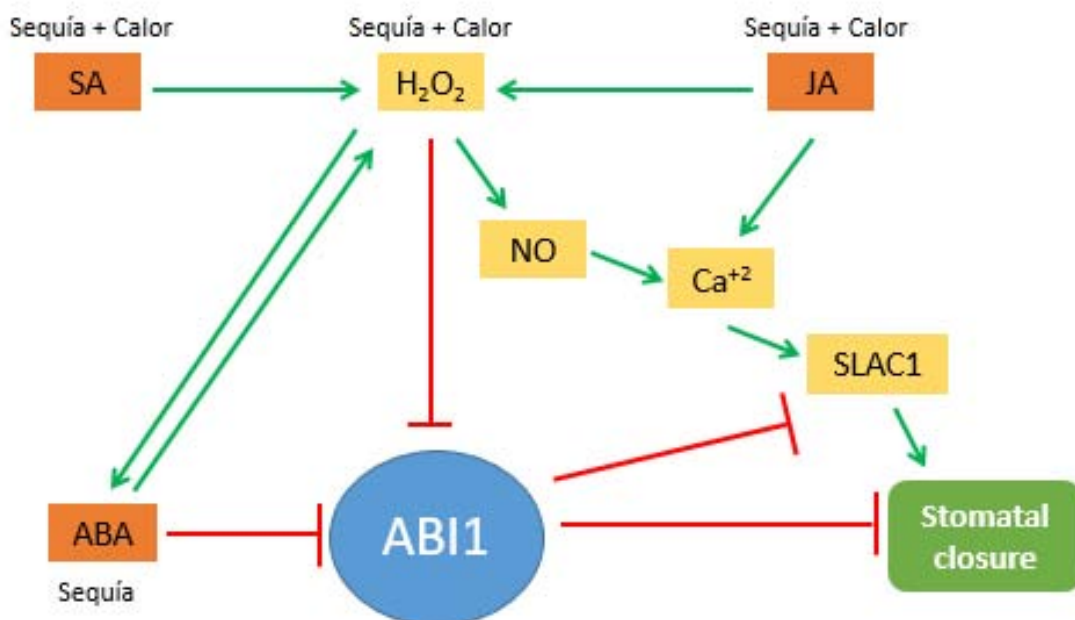 Sequía + Calor
Sequía + Calor
Sequía + Calor
SA
H₂O₂
JA
NO
Ca⁺²
SLAC1
ABA
ABI1
Stomatal
closure
Sequía